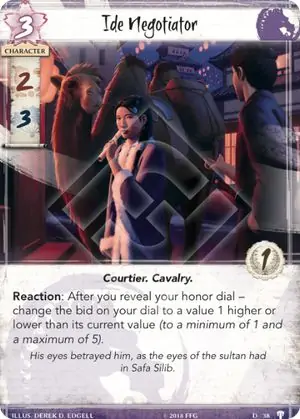 3
Ide Negotiator
CHARACTER
2
3
1
Courtier. Cavalry.
Reaction: After you reveal your honor dial –
change the bid on your dial to a value 1 higher or
lower than its current value (to a minimum of 1 and
a maximum of 5).
His eyes betrayed him, as the eyes of the sultan had
in Safa Silib.
ILLUS. DEREK D. EDGELL
© 2018 FFG
D 38